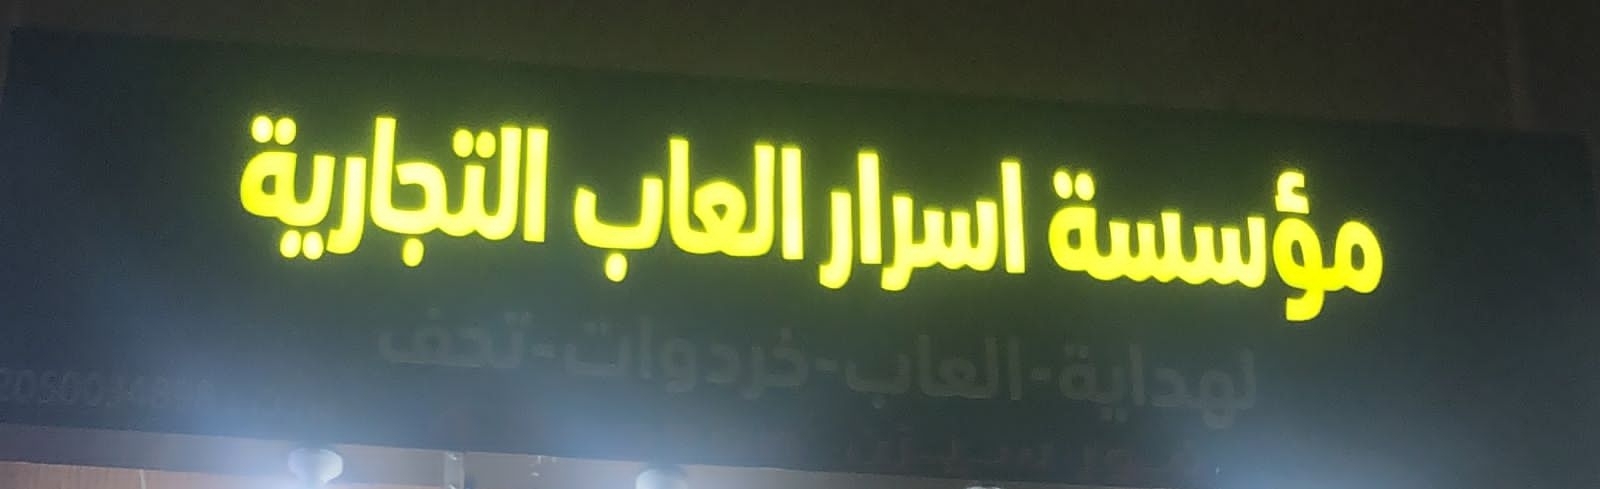 مؤسسة اسرار العاب التجارية
لهداية-العاب-خردوات-تحف